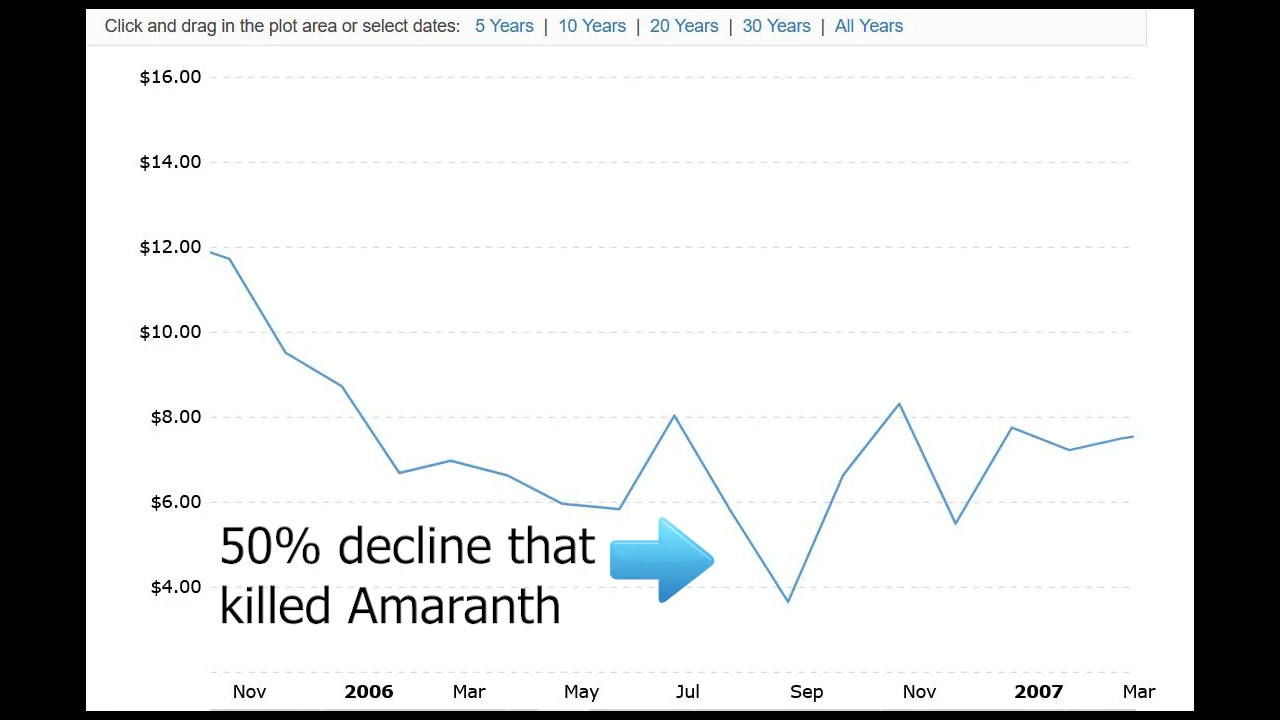 Click and drag in the plot area or select dates: 5 Years | 10 Years | 20 Years | 30 Years | All Years
$16.00
$14.00
$12.00
$10.00
$8.00
$6.00
$4.00
50% decline that
killed Amaranth
Nov 2006 Mar May Jul Sep Nov 2007 Mar